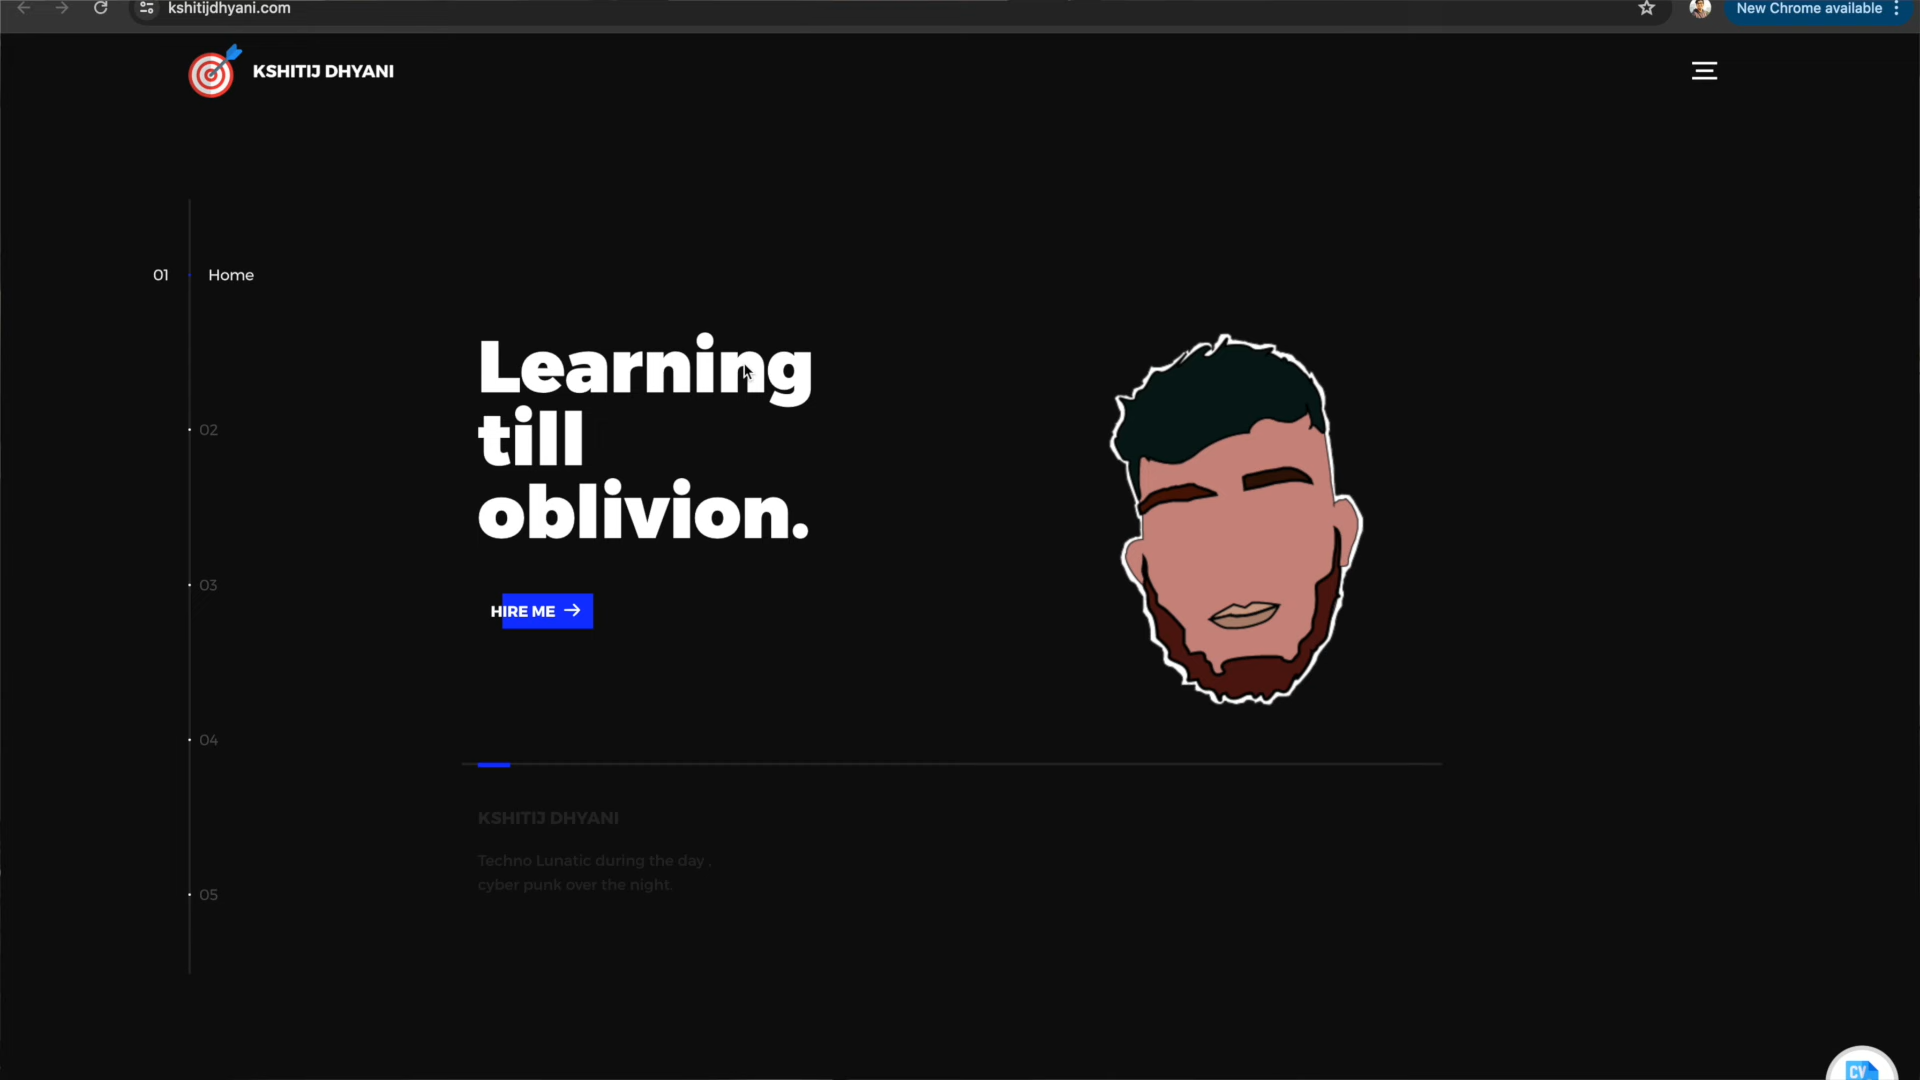 kshitijdhyani.com
New Chrome available
KSHITIJ DHYANI
01 Home
Learning
till
oblivion.
HIRE ME
02
03
04
05
KSHITIJ DHYANI
Techno Lunatic during the day ,
cyber punk over the night.
CV